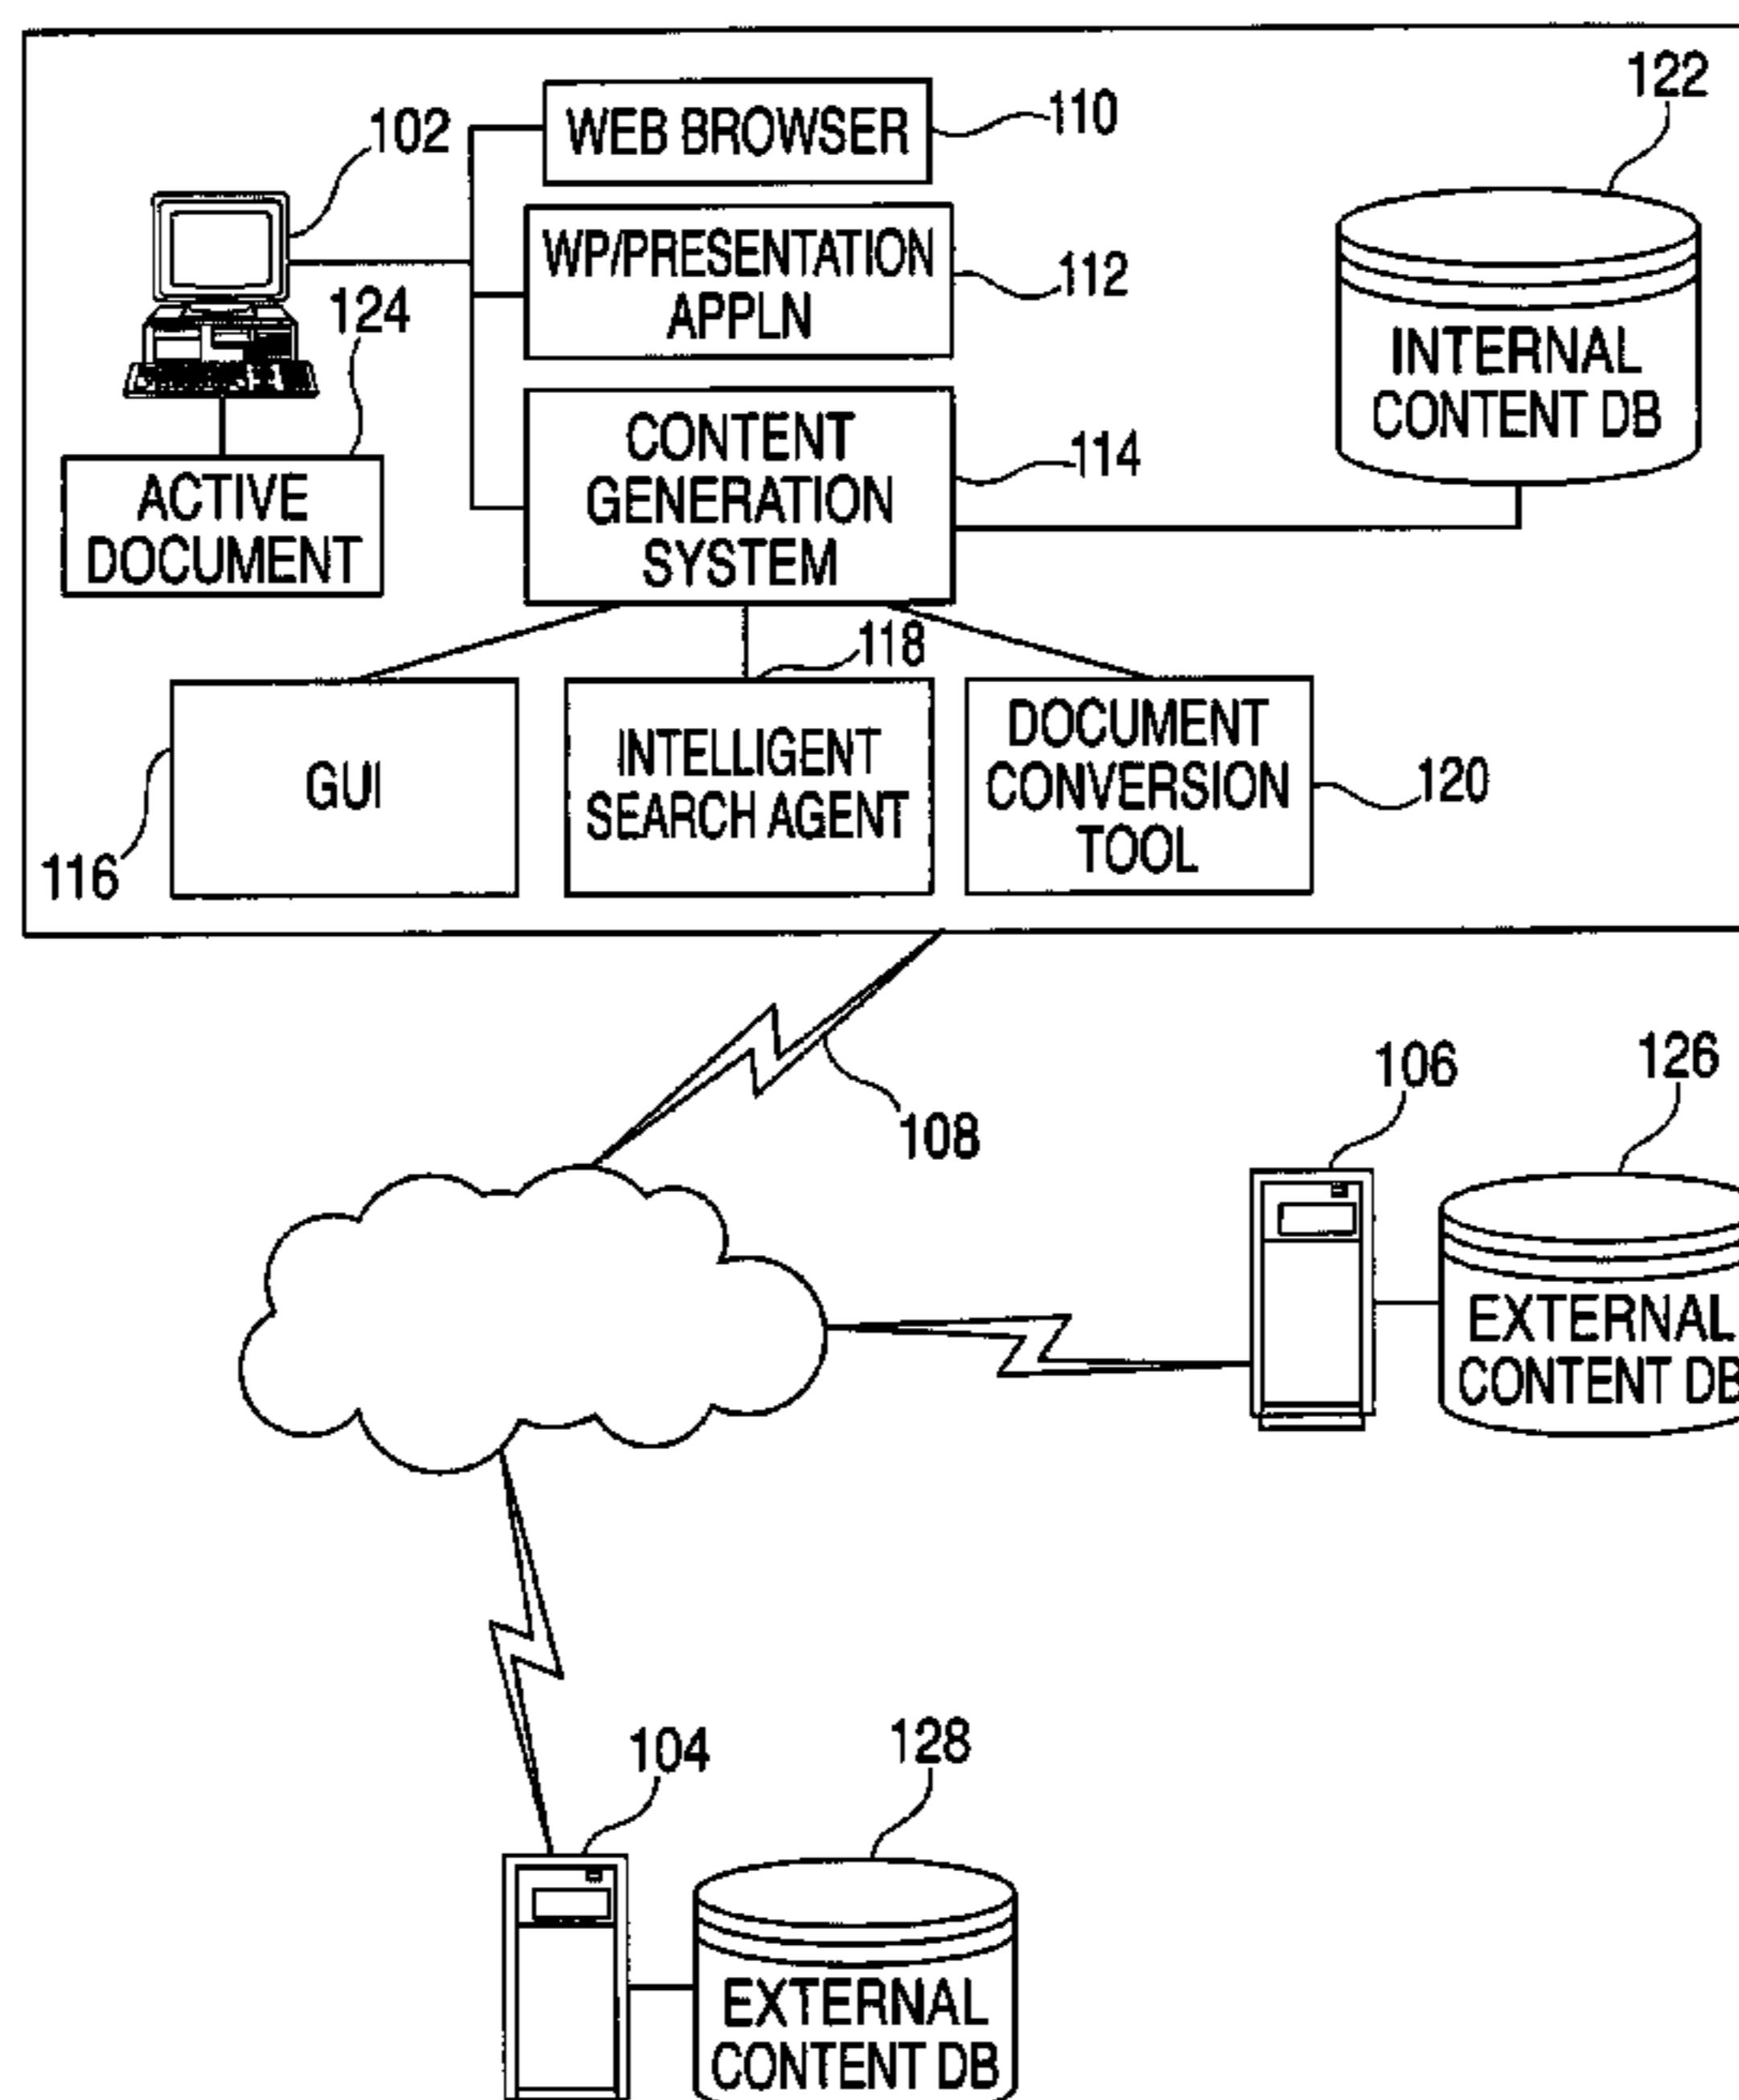 122
102
WEB BROWSER
110
WP/PRESENTATION
APPLN
112
124
INTERNAL
CONTENT DB
CONTENT
GENERATION
SYSTEM
114
ACTIVE
DOCUMENT
118
GUI
116
INTELLIGENT
SEARCH AGENT
DOCUMENT
CONVERSION
TOOL
120
108
106
126
EXTERNAL
CONTENT DB
104
128
EXTERNAL
CONTENT DB